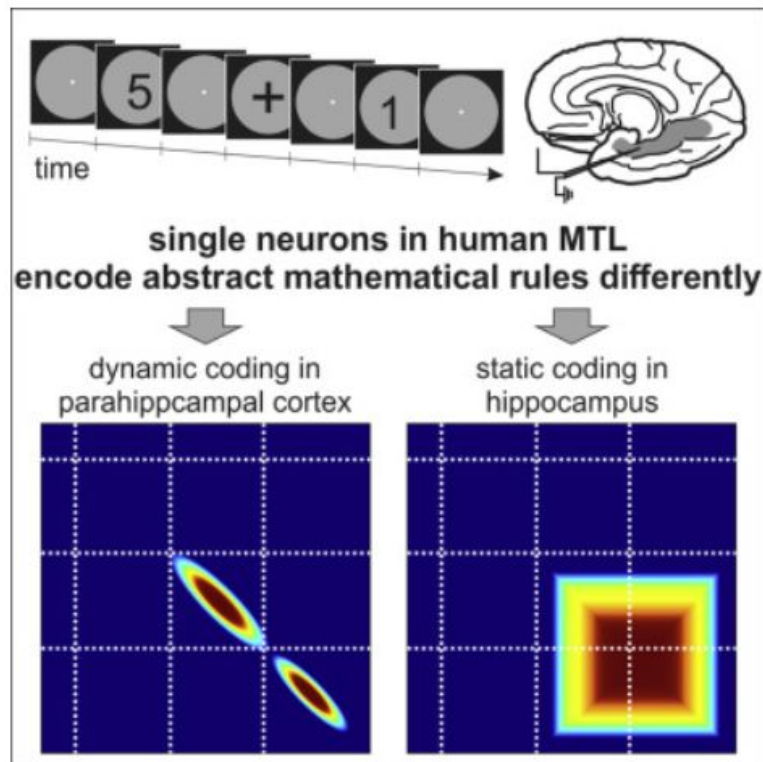 5 + 1
time
single neurons in human MTL
encode abstract mathematical rules differently
dynamic coding in
parahippcampal cortex
static coding in
hippocampus